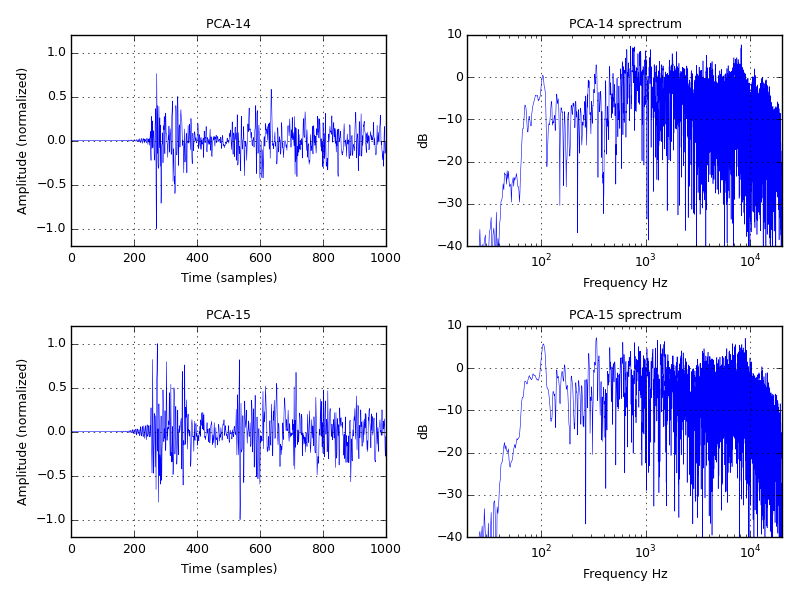 PCA-14
1.0
0.5
0.0
−0.5
−1.0
Amplitude (normalized)
0 200 400 600 800 1000
Time (samples)
PCA-14 sprectrum
10
0
−10
−20
−30
−40
dB
10² 10³ 10⁴
Frequency Hz
PCA-15
1.0
0.5
0.0
−0.5
−1.0
Amplitude (normalized)
0 200 400 600 800 1000
Time (samples)
PCA-15 sprectrum
10
0
−10
−20
−30
−40
dB
10² 10³ 10⁴
Frequency Hz